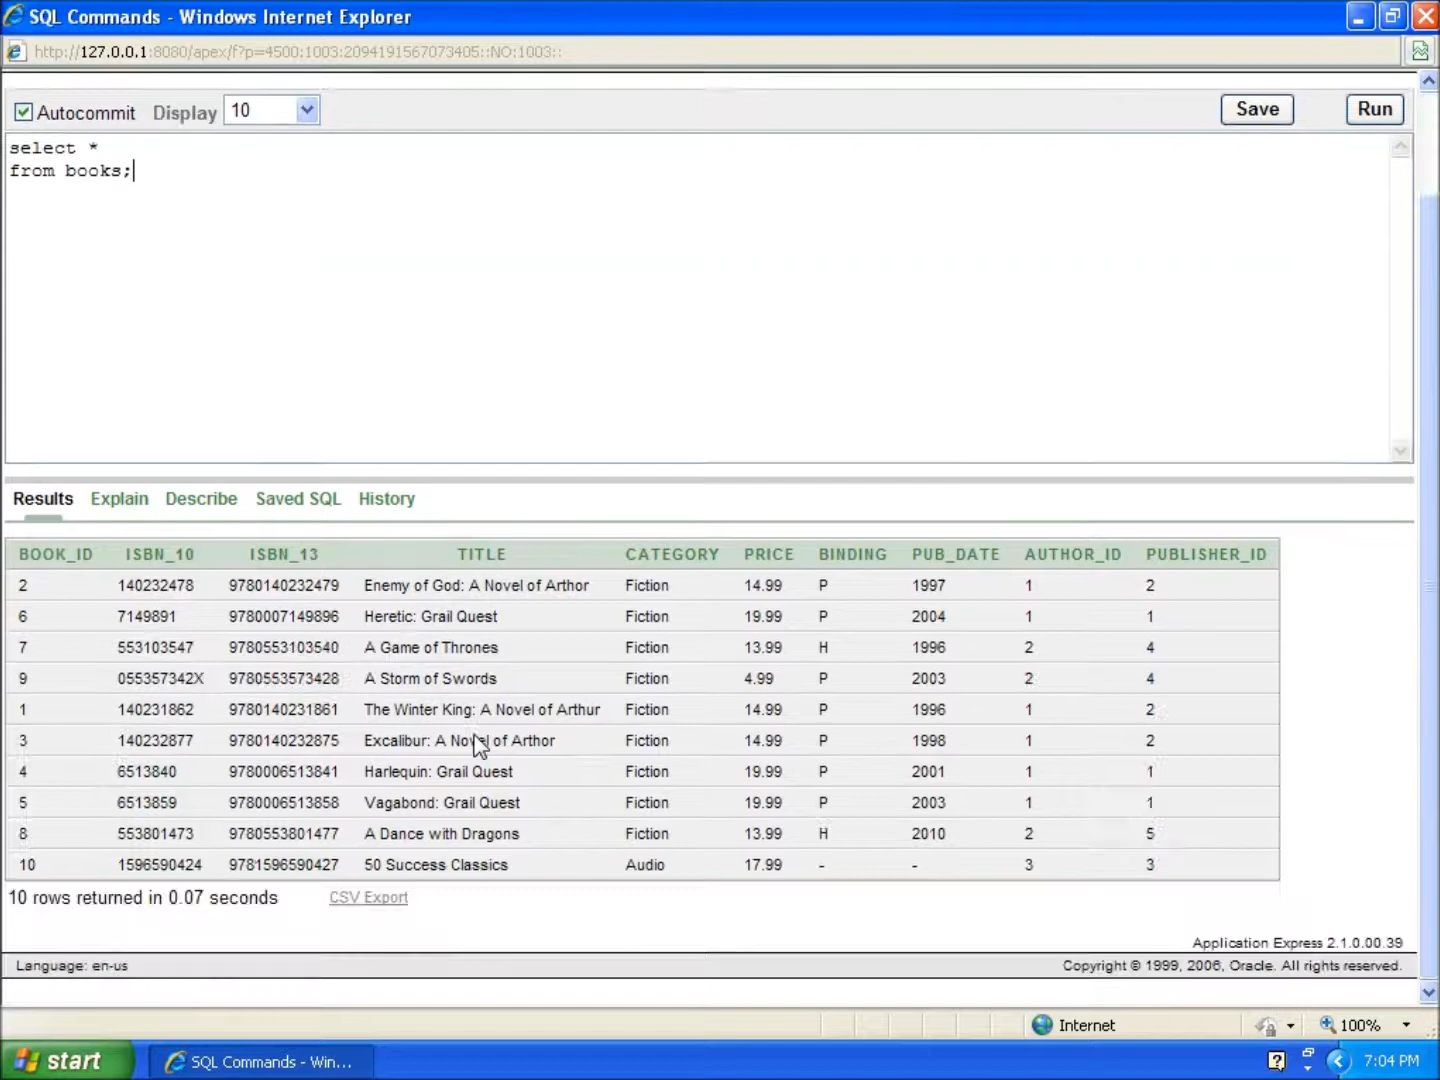 SQL Commands - Windows Internet Explorer
http://127.0.0.1:8080/apex/f?p=4500:1003:2094191567073405::NO:1003::
Autocommit Display 10 Save Run
select *
from books;
Results Explain Describe Saved SQL History
BOOK_ID ISBN_10 ISBN_13 TITLE CATEGORY PRICE BINDING PUB_DATE AUTHOR_ID PUBLISHER_ID
2 140232478 9780140232479 Enemy of God: A Novel of Arthor Fiction 14.99 P 1997 1 2
6 7149891 9780007149896 Heretic: Grail Quest Fiction 19.99 P 2004 1 1
7 553103547 9780553103540 A Game of Thrones Fiction 13.99 H 1996 2 4
9 055357342X 9780553573428 A Storm of Swords Fiction 4.99 P 2003 2 4
1 140231862 9780140231861 The Winter King: A Novel of Arthur Fiction 14.99 P 1996 1 2
3 140232877 9780140232875 Excalibur: A Novel of Arthor Fiction 14.99 P 1998 1 2
4 6513840 9780006513841 Harlequin: Grail Quest Fiction 19.99 P 2001 1 1
5 6513859 9780006513858 Vagabond: Grail Quest Fiction 19.99 P 2003 1 1
8 553801473 9780553801477 A Dance with Dragons Fiction 13.99 H 2010 2 5
10 1596590424 9781596590427 50 Success Classics Audio 17.99 - - 3 3
10 rows returned in 0.07 seconds CSV Export
Application Express 2.1.0.00.39
Language: en-us Copyright © 1999, 2006, Oracle. All rights reserved.
Internet 100%
start SQL Commands - Win... 7:04 PM